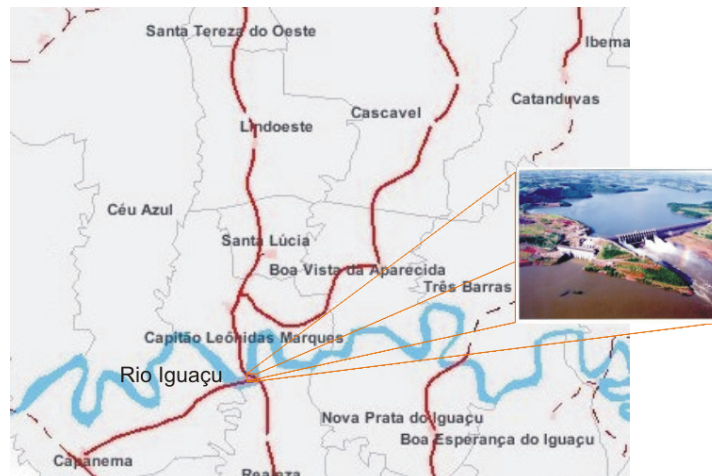 Santa Tereza do Oeste
Ibema
Catanduvas
Cascavel
Lindoeste
Céu Azul
Santa Lúcia
Boa Vista da Aparecida
Três Barras
Capitão Leônidas Marques
Rio Iguaçu
Nova Prata do Iguaçu
Boa Esperança do Iguaçu
Capanema
Realeza